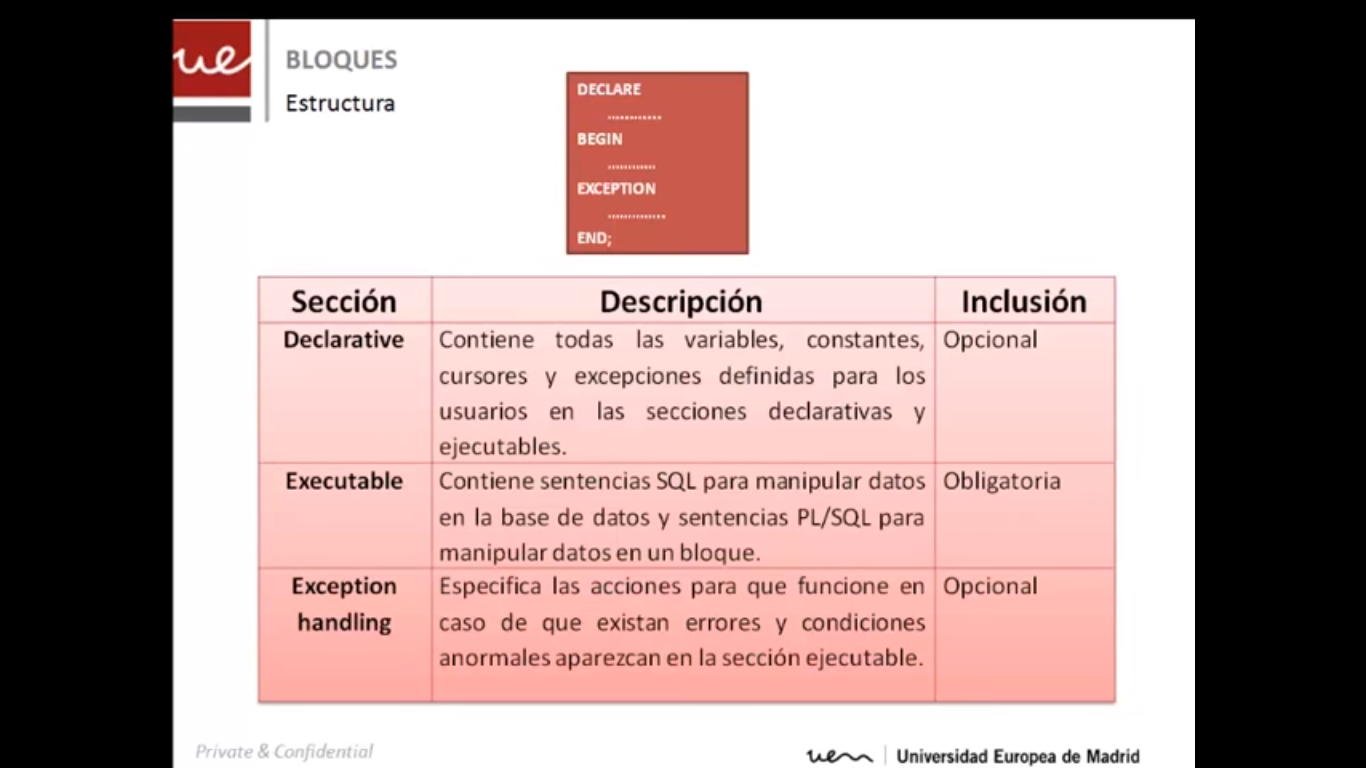 ue
BLOQUES
Estructura
DECLARE
............
BEGIN
...........
EXCEPTION
.............
END;
Sección Descripción Inclusión
Declarative Contiene todas las variables, constantes, Opcional
cursores y excepciones definidas para los
usuarios en las secciones declarativas y
ejecutables.
Executable Contiene sentencias SQL para manipular datos Obligatoria
en la base de datos y sentencias PL/SQL para
manipular datos en un bloque.
Exception Especifica las acciones para que funcione en Opcional
handling caso de que existan errores y condiciones
anormales aparezcan en la sección ejecutable.
Private & Confidential
uem Universidad Europea de Madrid